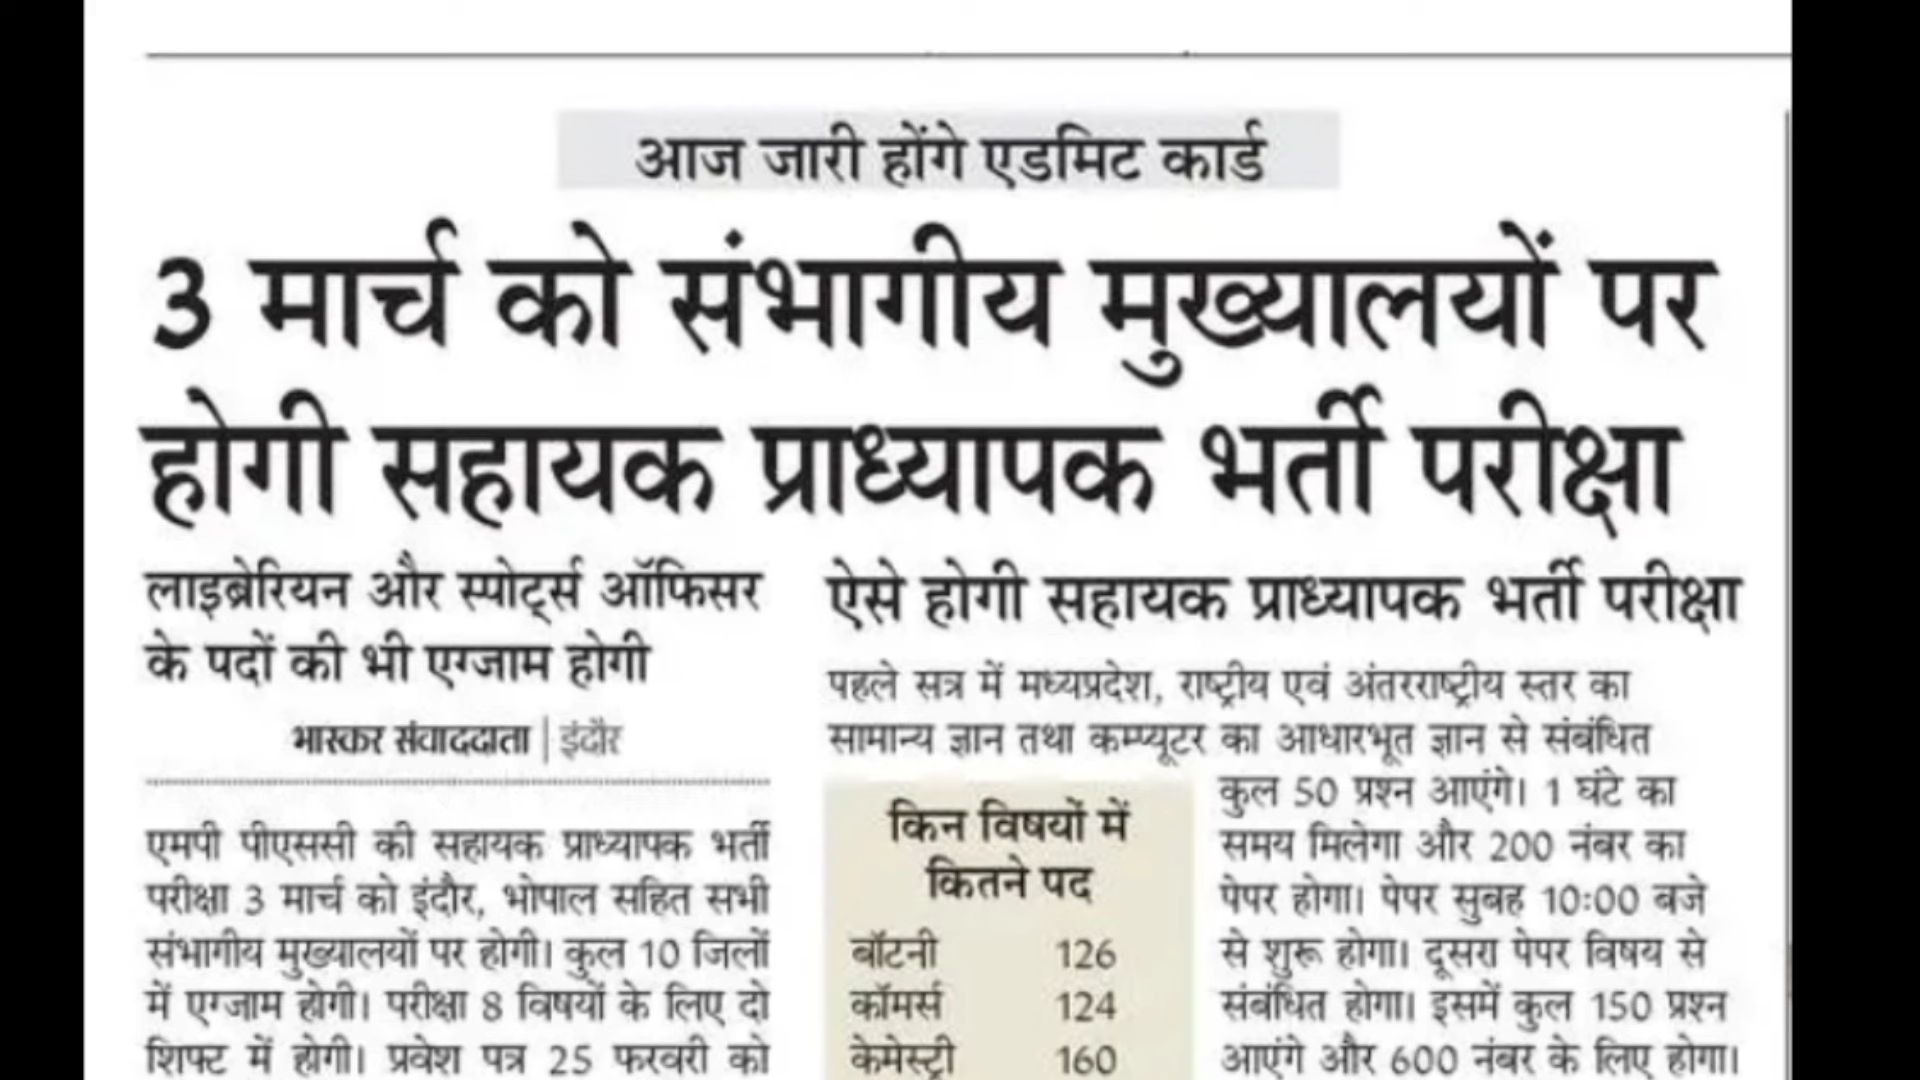 आज जारी होंगे एडमिट कार्ड
3 मार्च को संभागीय मुख्यालयों पर
होगी सहायक प्राध्यापक भर्ती परीक्षा
लाइब्रेरियन और स्पोर्ट्स ऑफिसर
के पदों की भी एग्जाम होगी
भास्कर संवाददाता | इंदौर
एमपी पीएससी की सहायक प्राध्यापक भर्ती
परीक्षा 3 मार्च को इंदौर, भोपाल सहित सभी
संभागीय मुख्यालयों पर होगी। कुल 10 जिलों
में एग्जाम होगी। परीक्षा 8 विषयों के लिए दो
शिफ्ट में होगी। प्रवेश पत्र 25 फरवरी को
ऐसे होगी सहायक प्राध्यापक भर्ती परीक्षा
पहले सत्र में मध्यप्रदेश, राष्ट्रीय एवं अंतरराष्ट्रीय स्तर का
सामान्य ज्ञान तथा कम्प्यूटर का आधारभूत ज्ञान से संबंधित
कुल 50 प्रश्न आएंगे। 1 घंटे का
समय मिलेगा और 200 नंबर का
पेपर होगा। पेपर सुबह 10:00 बजे
से शुरू होगा। दूसरा पेपर विषय से
संबंधित होगा। इसमें कुल 150 प्रश्न
आएंगे और 600 नंबर के लिए होगा।
किन विषयों में
कितने पद
बॉटनी 126
कॉमर्स 124
केमेस्ट्री 160